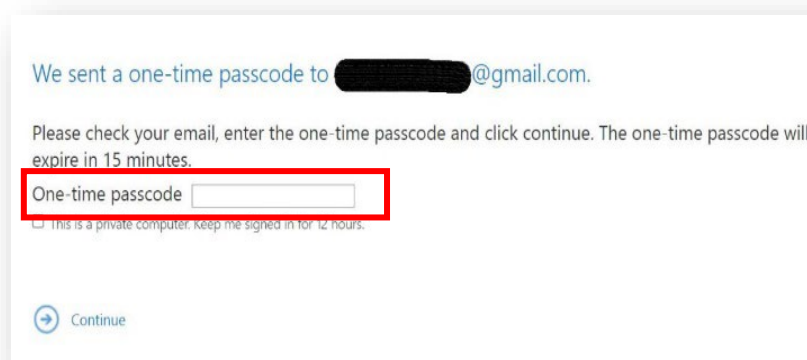 We sent a one-time passcode to @gmail.com.
Please check your email, enter the one-time passcode and click continue. The one-time passcode will
expire in 15 minutes.
One-time passcode
This is a private computer. Keep me signed in for 12 hours.
Continue